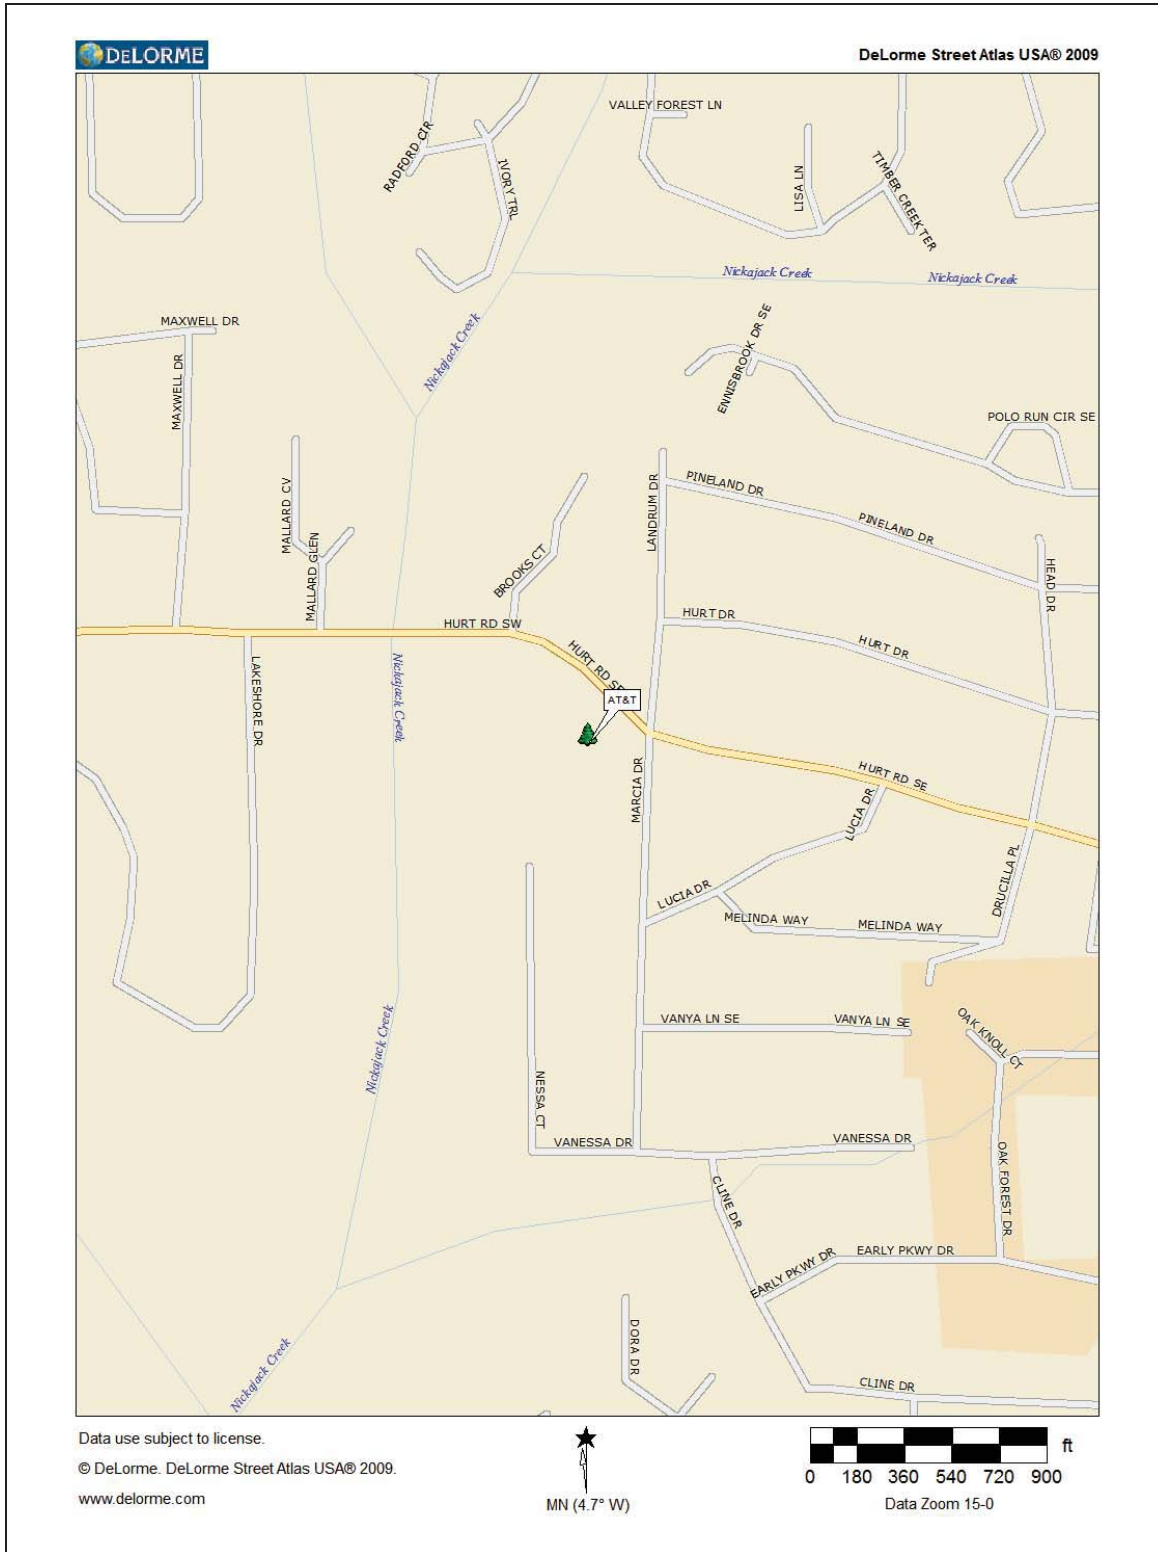 DELORME
DeLorme Street Atlas USA® 2009
VALLEY FOREST LN
RADFORD CIR
IVORY TRL
LISA LN
TIMBER CREEK TER
Nickajack Creek
Nickajack Creek
MAXWELL DR
Nickajack Creek
ENNISBROOK DR SE
MAXWELL DR
POLO RUN CIR SE
MALLARD CV
LANDRUM DR
PINELAND DR
PINELAND DR
MALLARD GLEN
BROOKS CT
HEAD DR
HURT RD SW
HURT DR
HURT DR
LAKESHORE DR
Nickajack Creek
HURT RD SE
AT&T
MARCIA DR
HURT RD SE
LUCIA DR
LUCIA DR
DRUCILLA PL
MELINDA WAY
MELINDA WAY
Nickajack Creek
VANYA LN SE
VANYA LN SE
OAK KNOLL CT
NESSA CT
VANESSA DR
VANESSA DR
CLINE DR
OAK FOREST DR
EARLY PKWY DR
EARLY PKWY DR
DORA DR
Nickajack Creek
CLINE DR
Data use subject to license.
© DeLorme. DeLorme Street Atlas USA® 2009.
www.delorme.com
MN (4.7° W)
ft
0 180 360 540 720 900
Data Zoom 15-0